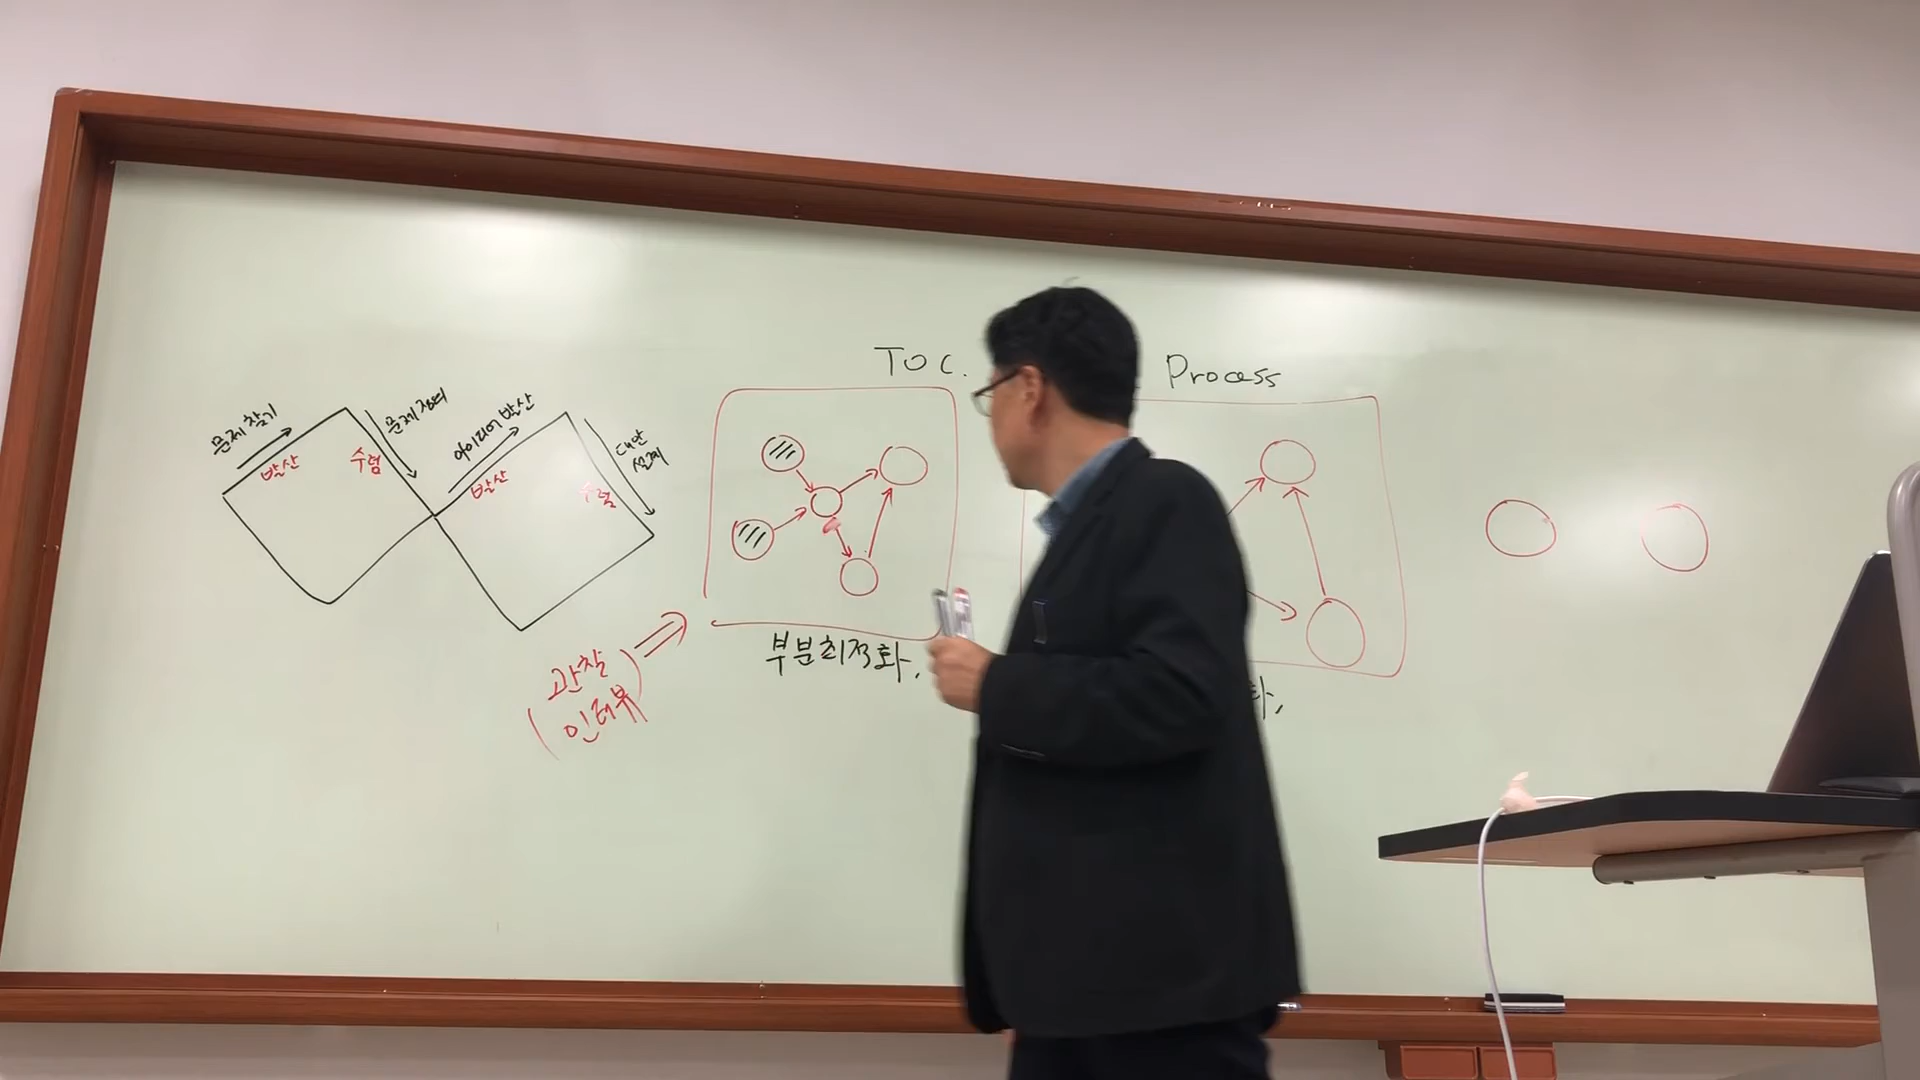 TOC.
Process
문제 찾기
문제 정의
아이디어 발산
대안
설계
발산
수렴
발산
수렴
부분최적화.
화.
관찰
인터뷰